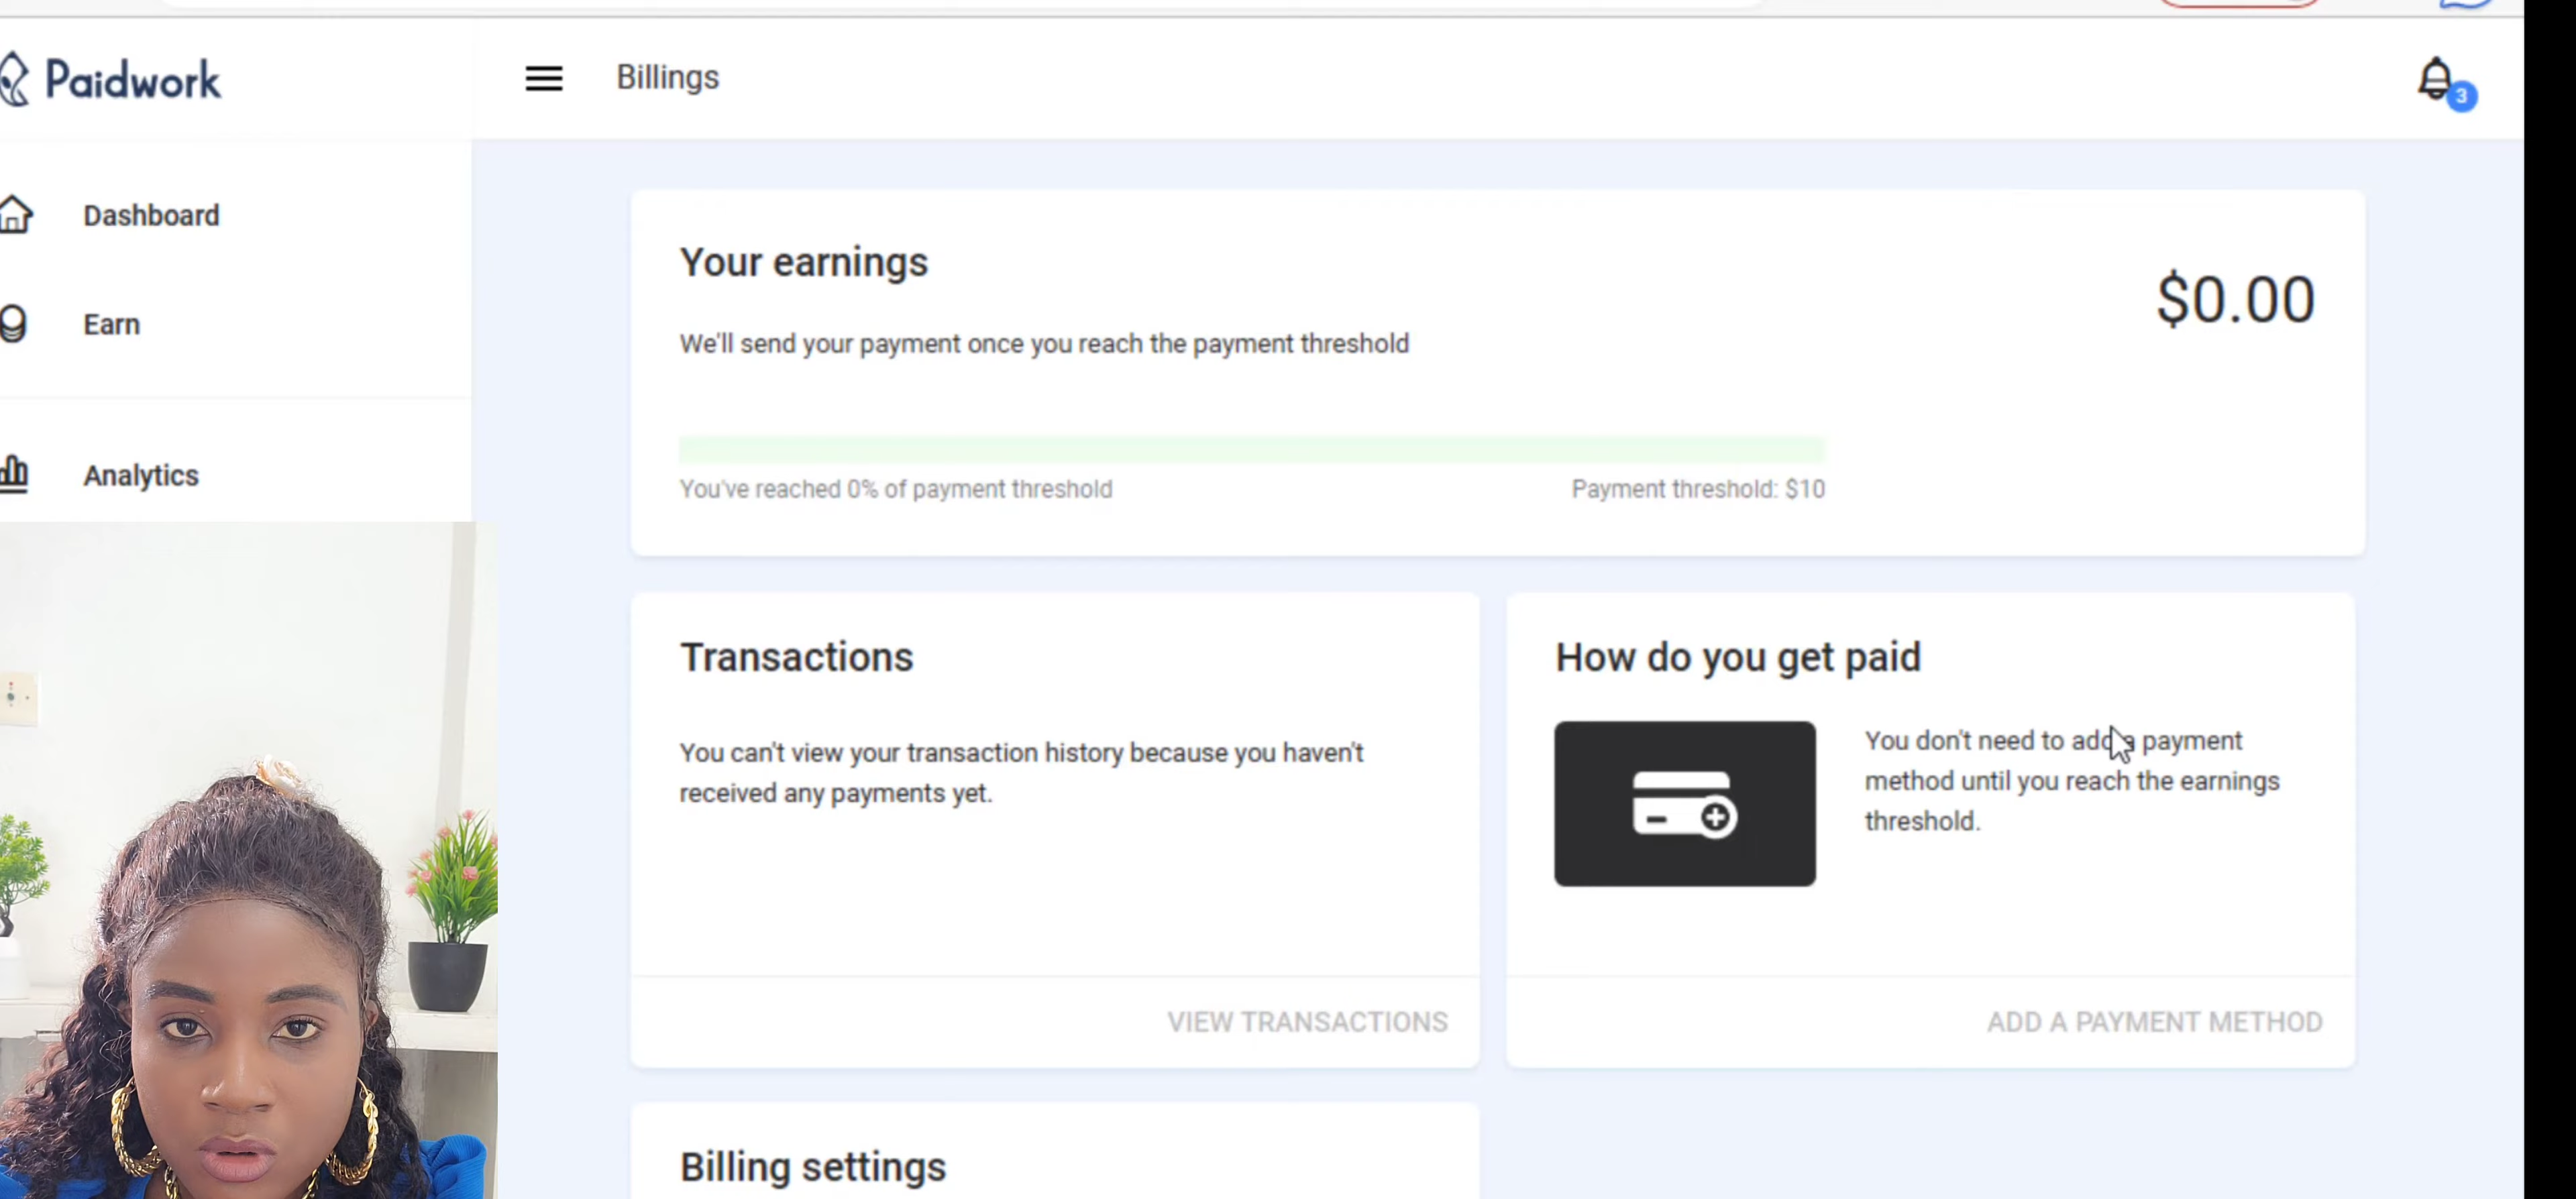 Paidwork
Billings
3
Dashboard
Earn
Analytics
Your earnings
$0.00
We'll send your payment once you reach the payment threshold
You've reached 0% of payment threshold
Payment threshold: $10
Transactions
You can't view your transaction history because you haven't
received any payments yet.
VIEW TRANSACTIONS
How do you get paid
You don't need to add a payment
method until you reach the earnings
threshold.
ADD A PAYMENT METHOD
Billing settings